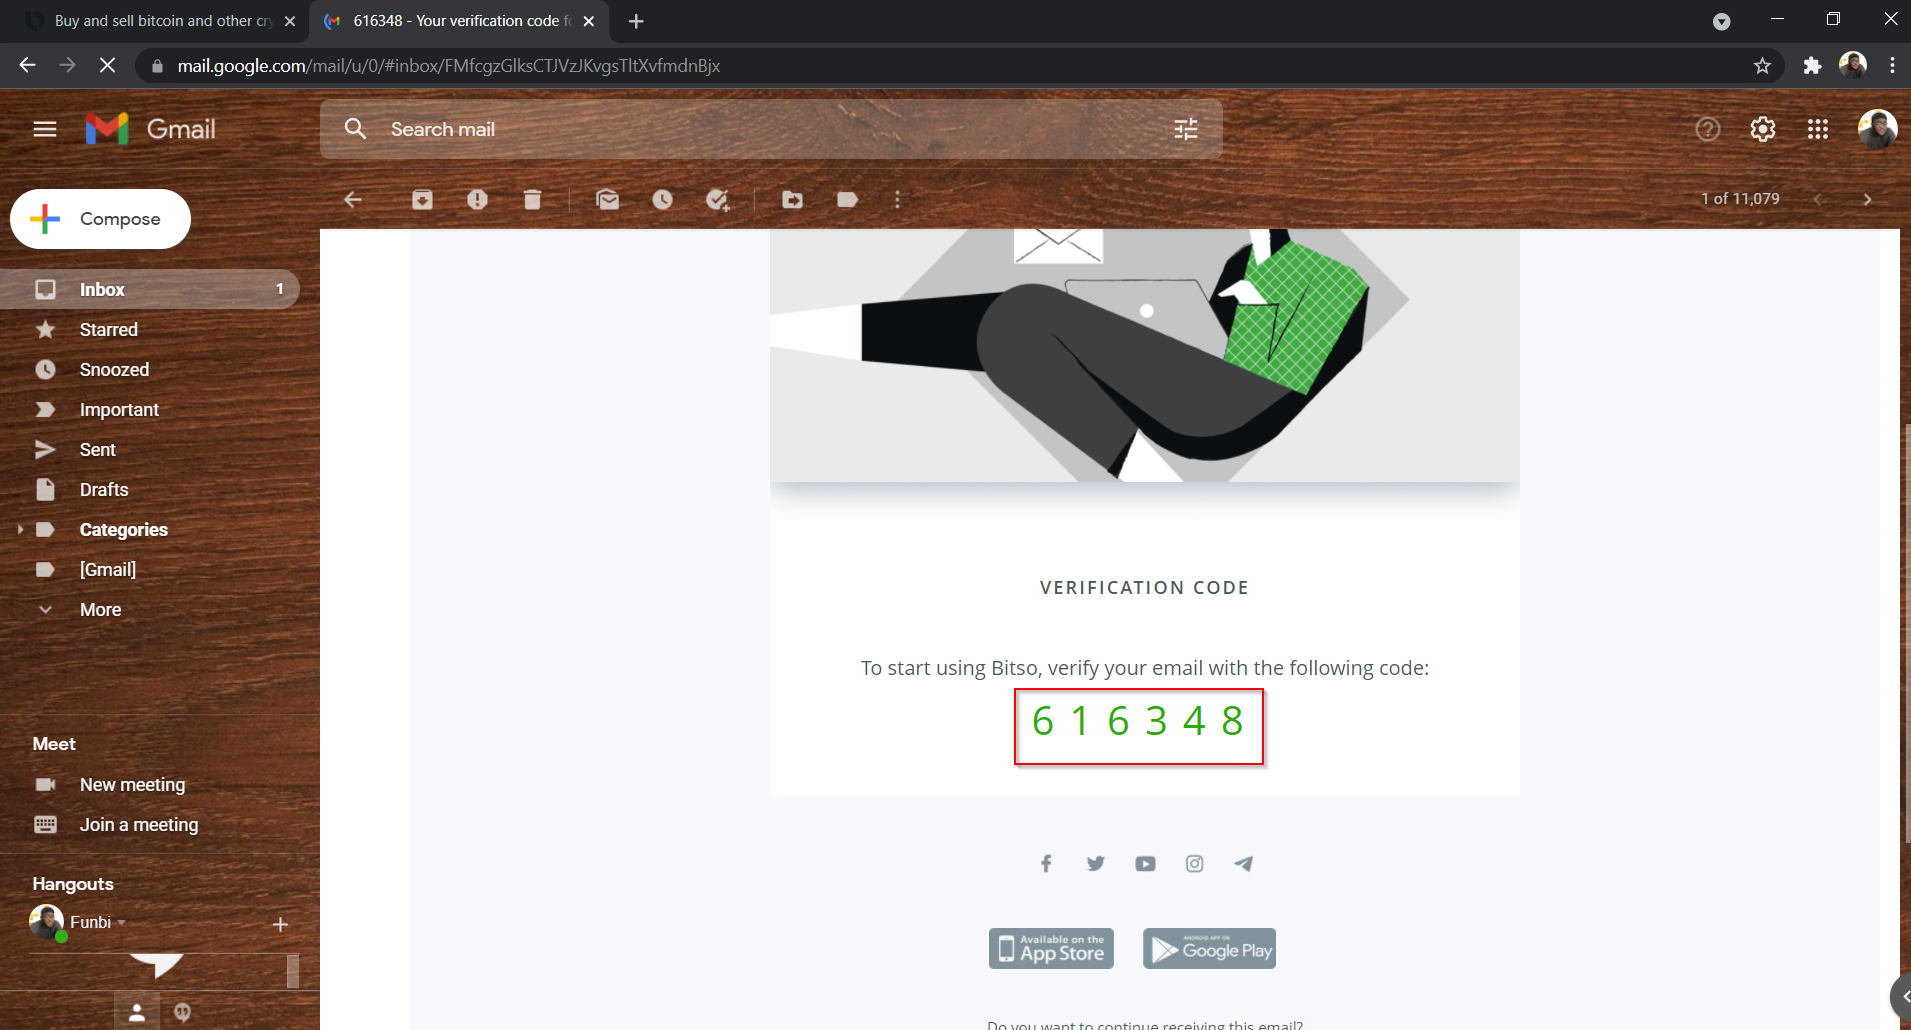 Buy and sell bitcoin and other cry
616348 - Your verification code fo
mail.google.com/mail/u/0/#inbox/FMfcgzGlksCTJVzJKvgsTltXvfmdnBjx
Gmail
Search mail
Compose
1 of 11,079
Inbox 1
Starred
Snoozed
Important
Sent
Drafts
Categories
[Gmail]
More
Meet
New meeting
Join a meeting
Hangouts
Funbi
VERIFICATION CODE
To start using Bitso, verify your email with the following code:
6 1 6 3 4 8
Available on the
App Store
ANDROID APP ON
Google Play
Do you want to continue receiving this email?